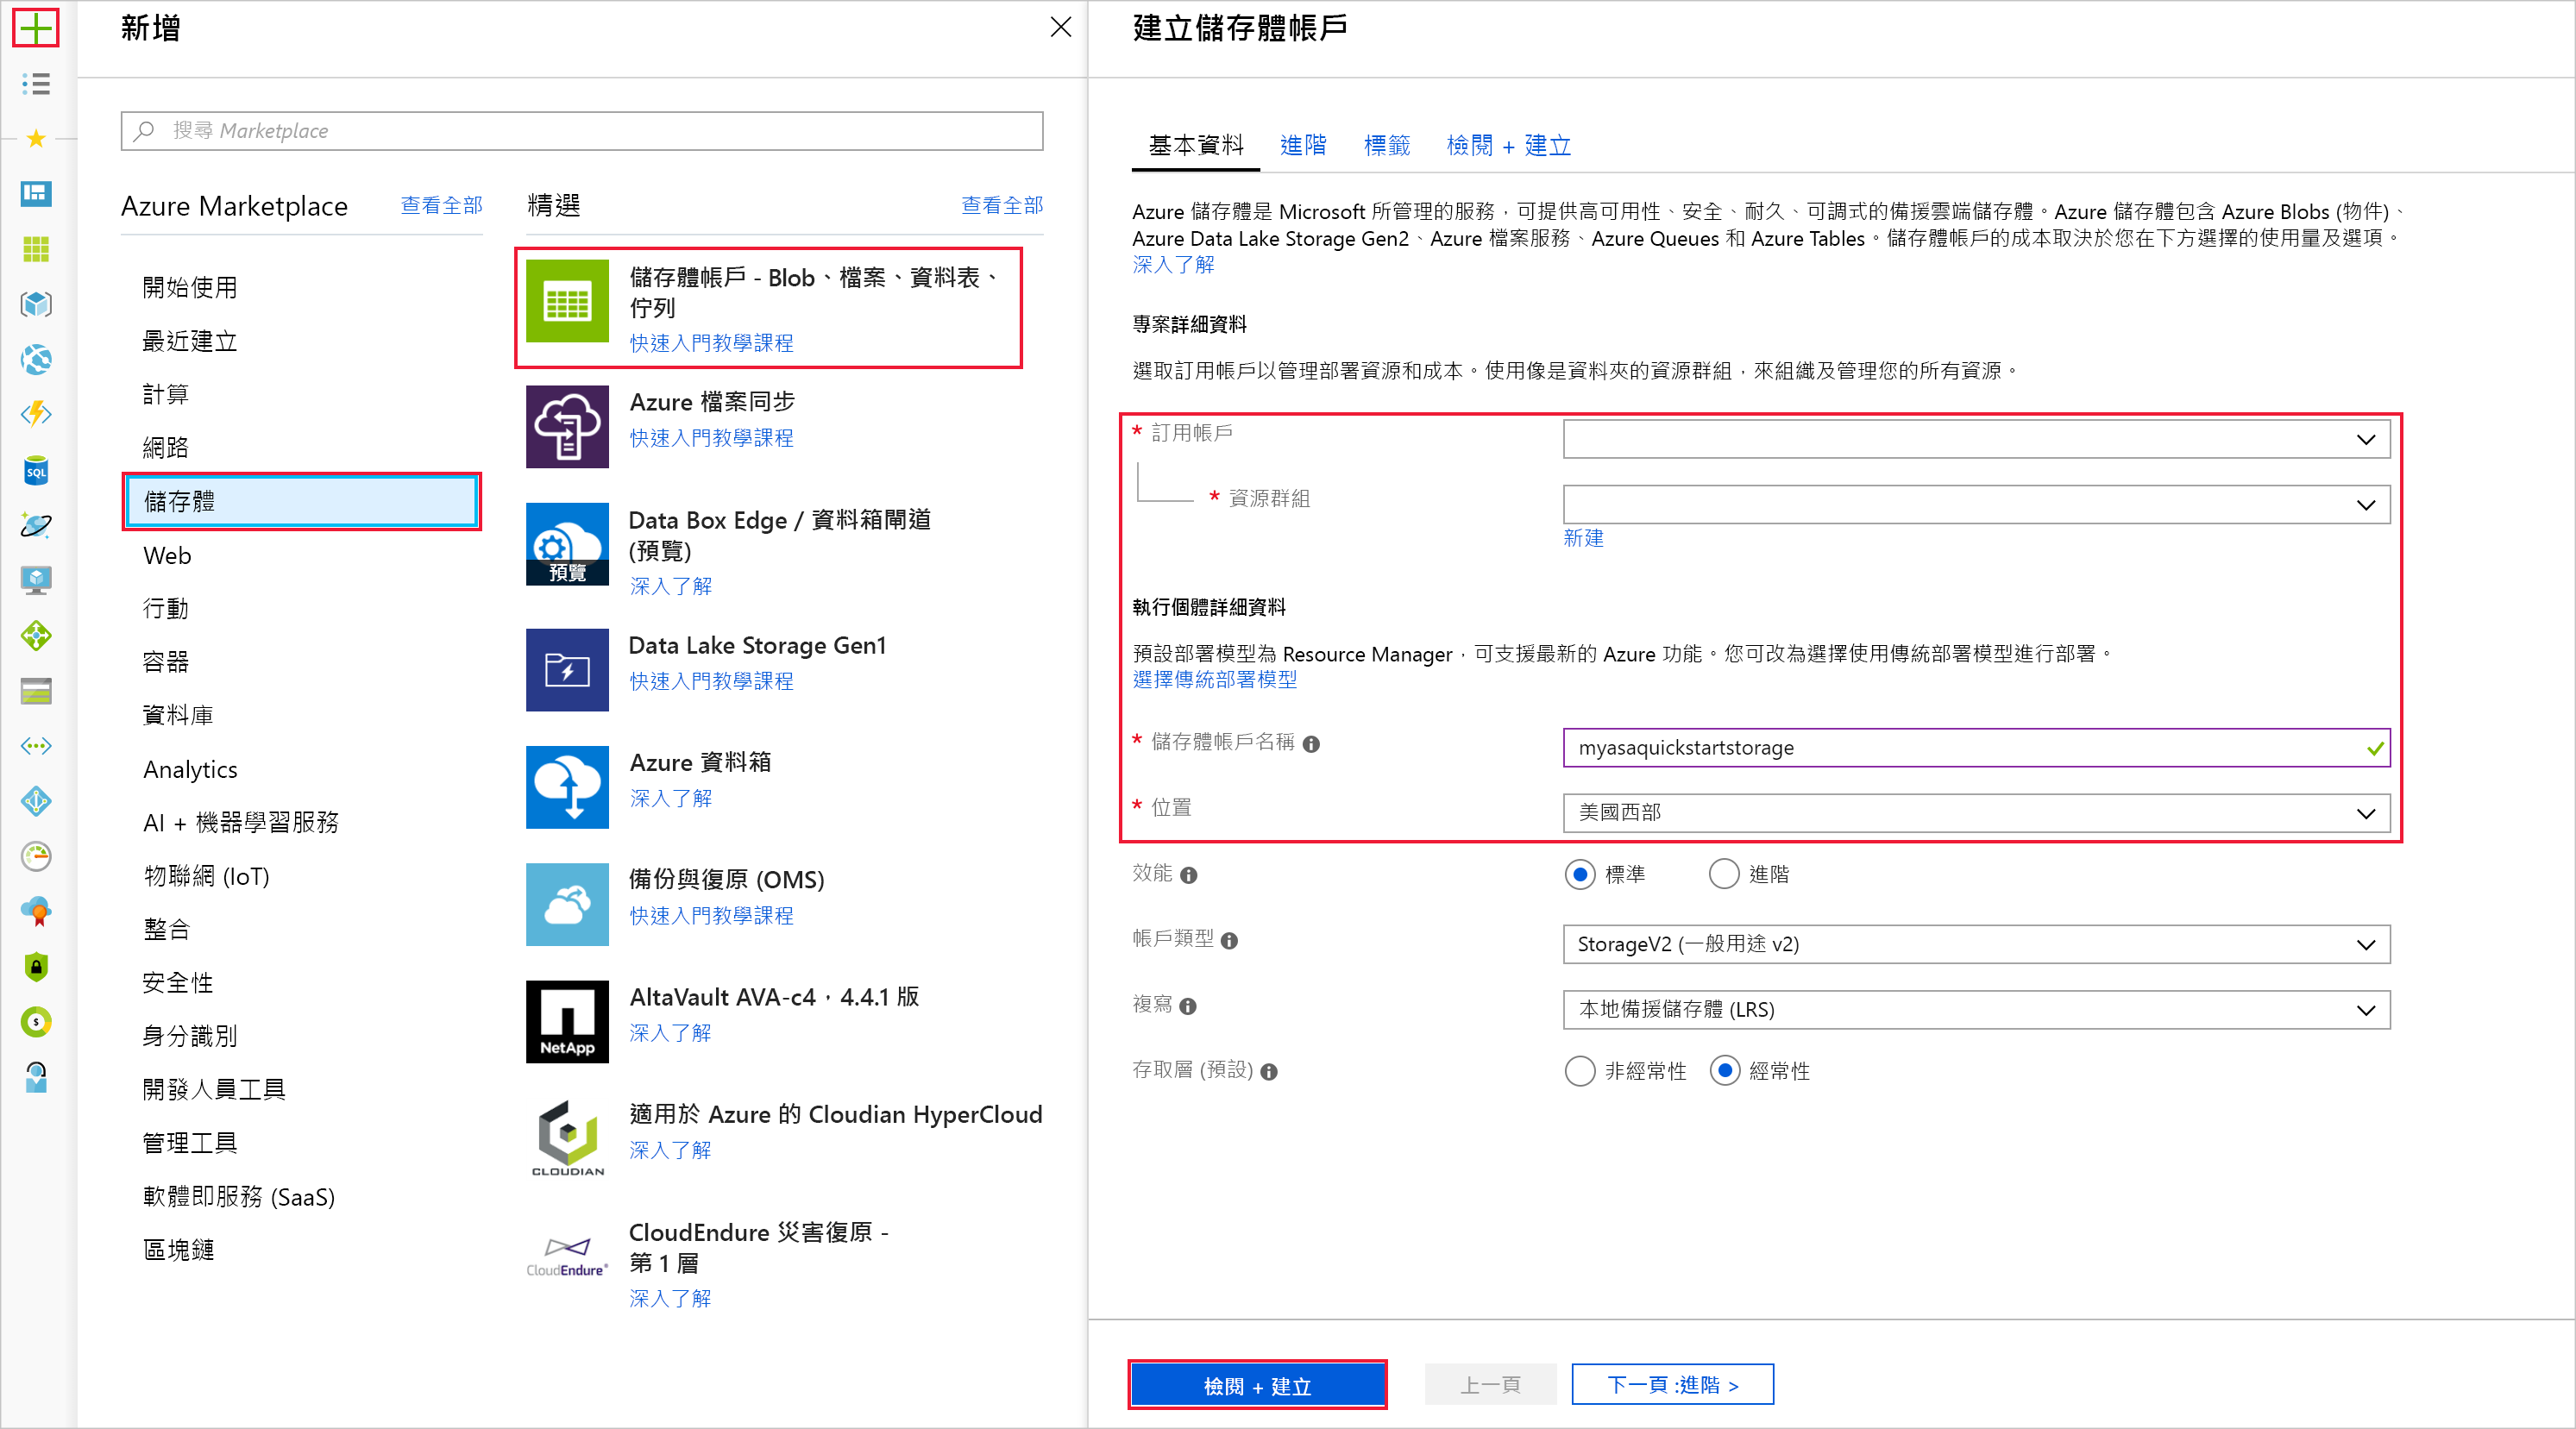 新增
搜尋 Marketplace
Azure Marketplace
查看全部
開始使用
最近建立
計算
網路
儲存體
Web
行動
容器
資料庫
Analytics
AI + 機器學習服務
物聯網 (IoT)
整合
安全性
身分識別
開發人員工具
管理工具
軟體即服務 (SaaS)
區塊鏈
精選
查看全部
儲存體帳戶 - Blob、檔案、資料表、
佇列
快速入門教學課程
Azure 檔案同步
快速入門教學課程
預覽
Data Box Edge / 資料箱閘道
(預覽)
深入了解
Data Lake Storage Gen1
快速入門教學課程
Azure 資料箱
深入了解
備份與復原 (OMS)
快速入門教學課程
NetApp
AltaVault AVA-c4，4.4.1 版
深入了解
CLOUDIAN
適用於 Azure 的 Cloudian HyperCloud
深入了解
CloudEndure®
CloudEndure 災害復原 -
第 1 層
深入了解
SQL
$
建立儲存體帳戶
基本資料
進階
標籤
檢閱 + 建立
Azure 儲存體是 Microsoft 所管理的服務，可提供高可用性、安全、耐久、可調式的備援雲端儲存體。Azure 儲存體包含 Azure Blobs (物件)、
Azure Data Lake Storage Gen2、Azure 檔案服務、Azure Queues 和 Azure Tables。儲存體帳戶的成本取決於您在下方選擇的使用量及選項。
深入了解
專案詳細資料
選取訂用帳戶以管理部署資源和成本。使用像是資料夾的資源群組，來組織及管理您的所有資源。
* 訂用帳戶
* 資源群組
新建
執行個體詳細資料
預設部署模型為 Resource Manager，可支援最新的 Azure 功能。您可改為選擇使用傳統部署模型進行部署。
選擇傳統部署模型
* 儲存體帳戶名稱
myasaquickstartstorage
* 位置
美國西部
效能
標準
進階
帳戶類型
StorageV2 (一般用途 v2)
複寫
本地備援儲存體 (LRS)
存取層 (預設)
非經常性
經常性
檢閱 + 建立
上一頁
下一頁 :進階 >